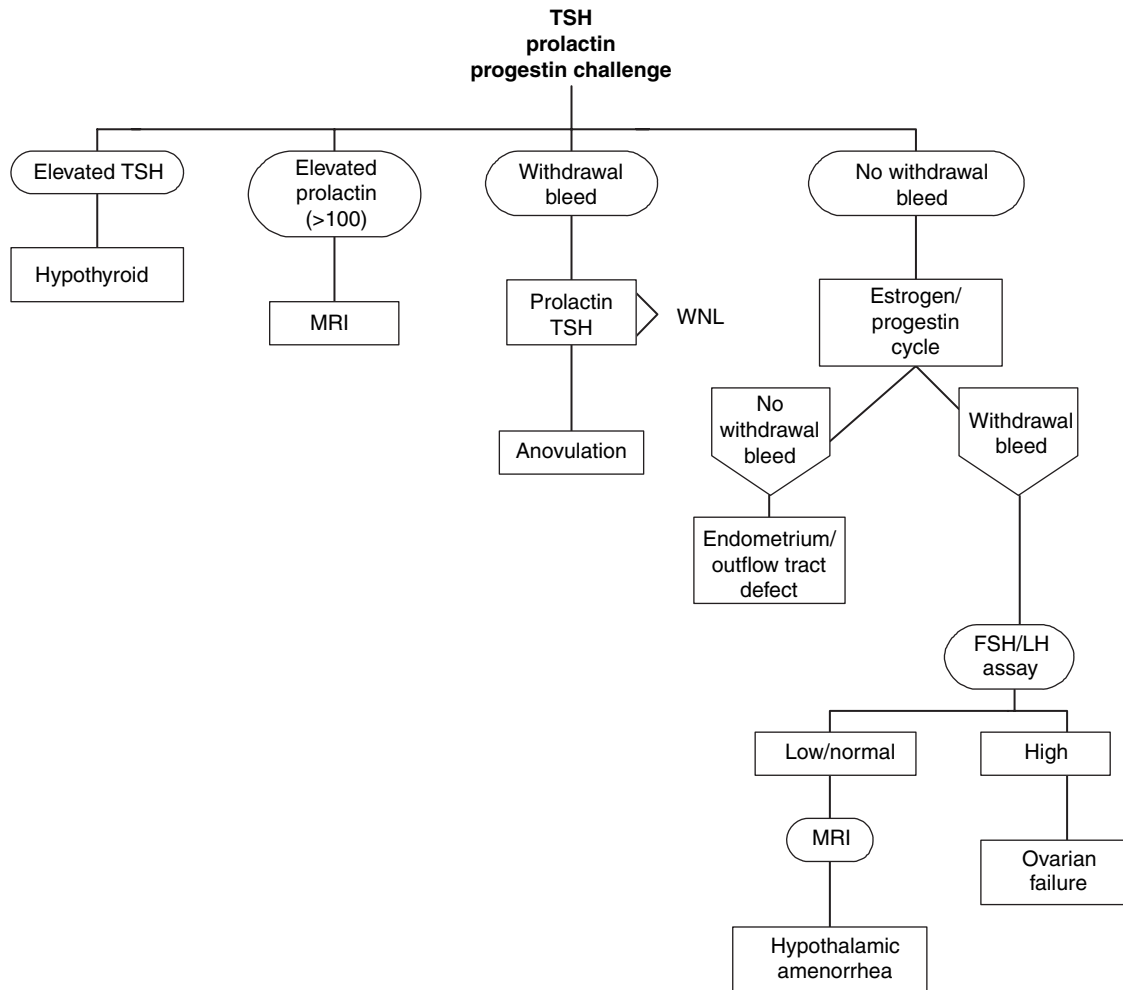 TSH
prolactin
progestin challenge
Elevated TSH
Elevated
prolactin
(>100)
Withdrawal
bleed
No withdrawal
bleed
Hypothyroid
MRI
Prolactin
TSH
WNL
Estrogen/
progestin
cycle
Anovulation
No
withdrawal
bleed
Withdrawal
bleed
Endometrium/
outflow tract
defect
FSH/LH
assay
Low/normal
High
MRI
Ovarian
failure
Hypothalamic
amenorrhea